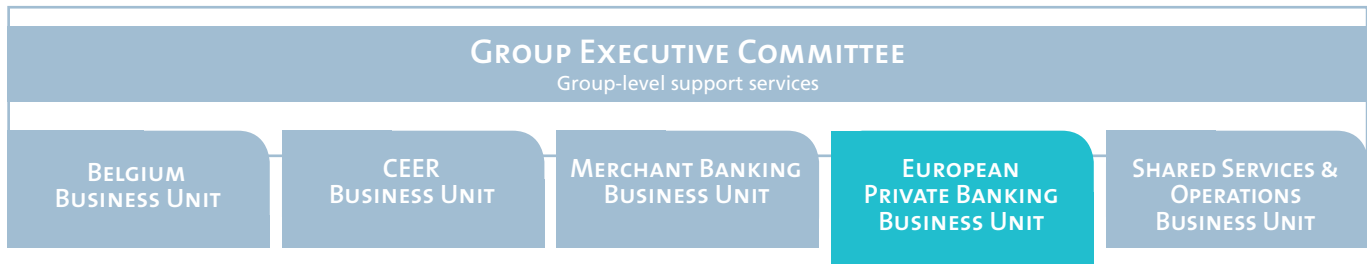 GROUP EXECUTIVE COMMITTEE
Group-level support services
BELGIUM
BUSINESS UNIT
CEER
BUSINESS UNIT
MERCHANT BANKING
BUSINESS UNIT
EUROPEAN
PRIVATE BANKING
BUSINESS UNIT
SHARED SERVICES &
OPERATIONS
BUSINESS UNIT